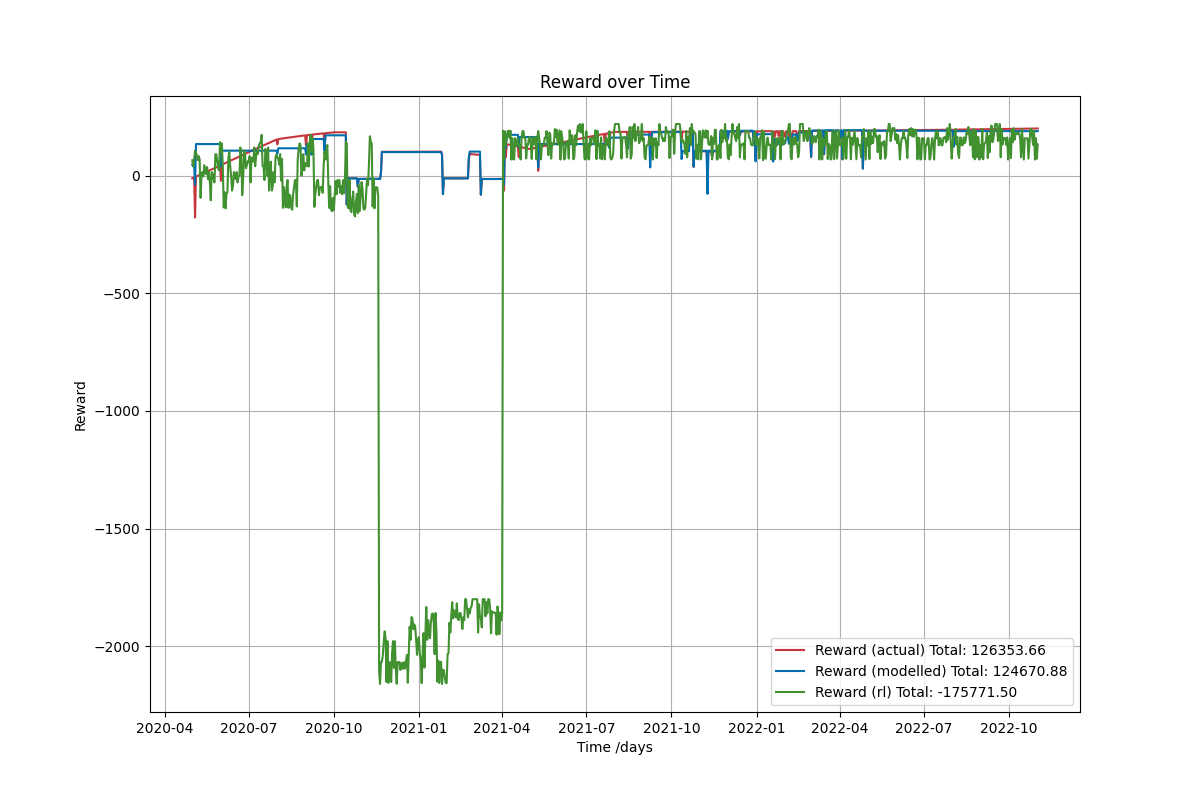 Reward over Time
Reward
0
−500
−1000
−1500
−2000
Reward (actual) Total: 126353.66
Reward (modelled) Total: 124670.88
Reward (rl) Total: -175771.50
2020-04 2020-07 2020-10 2021-01 2021-04 2021-07 2021-10 2022-01 2022-04 2022-07 2022-10
Time /days